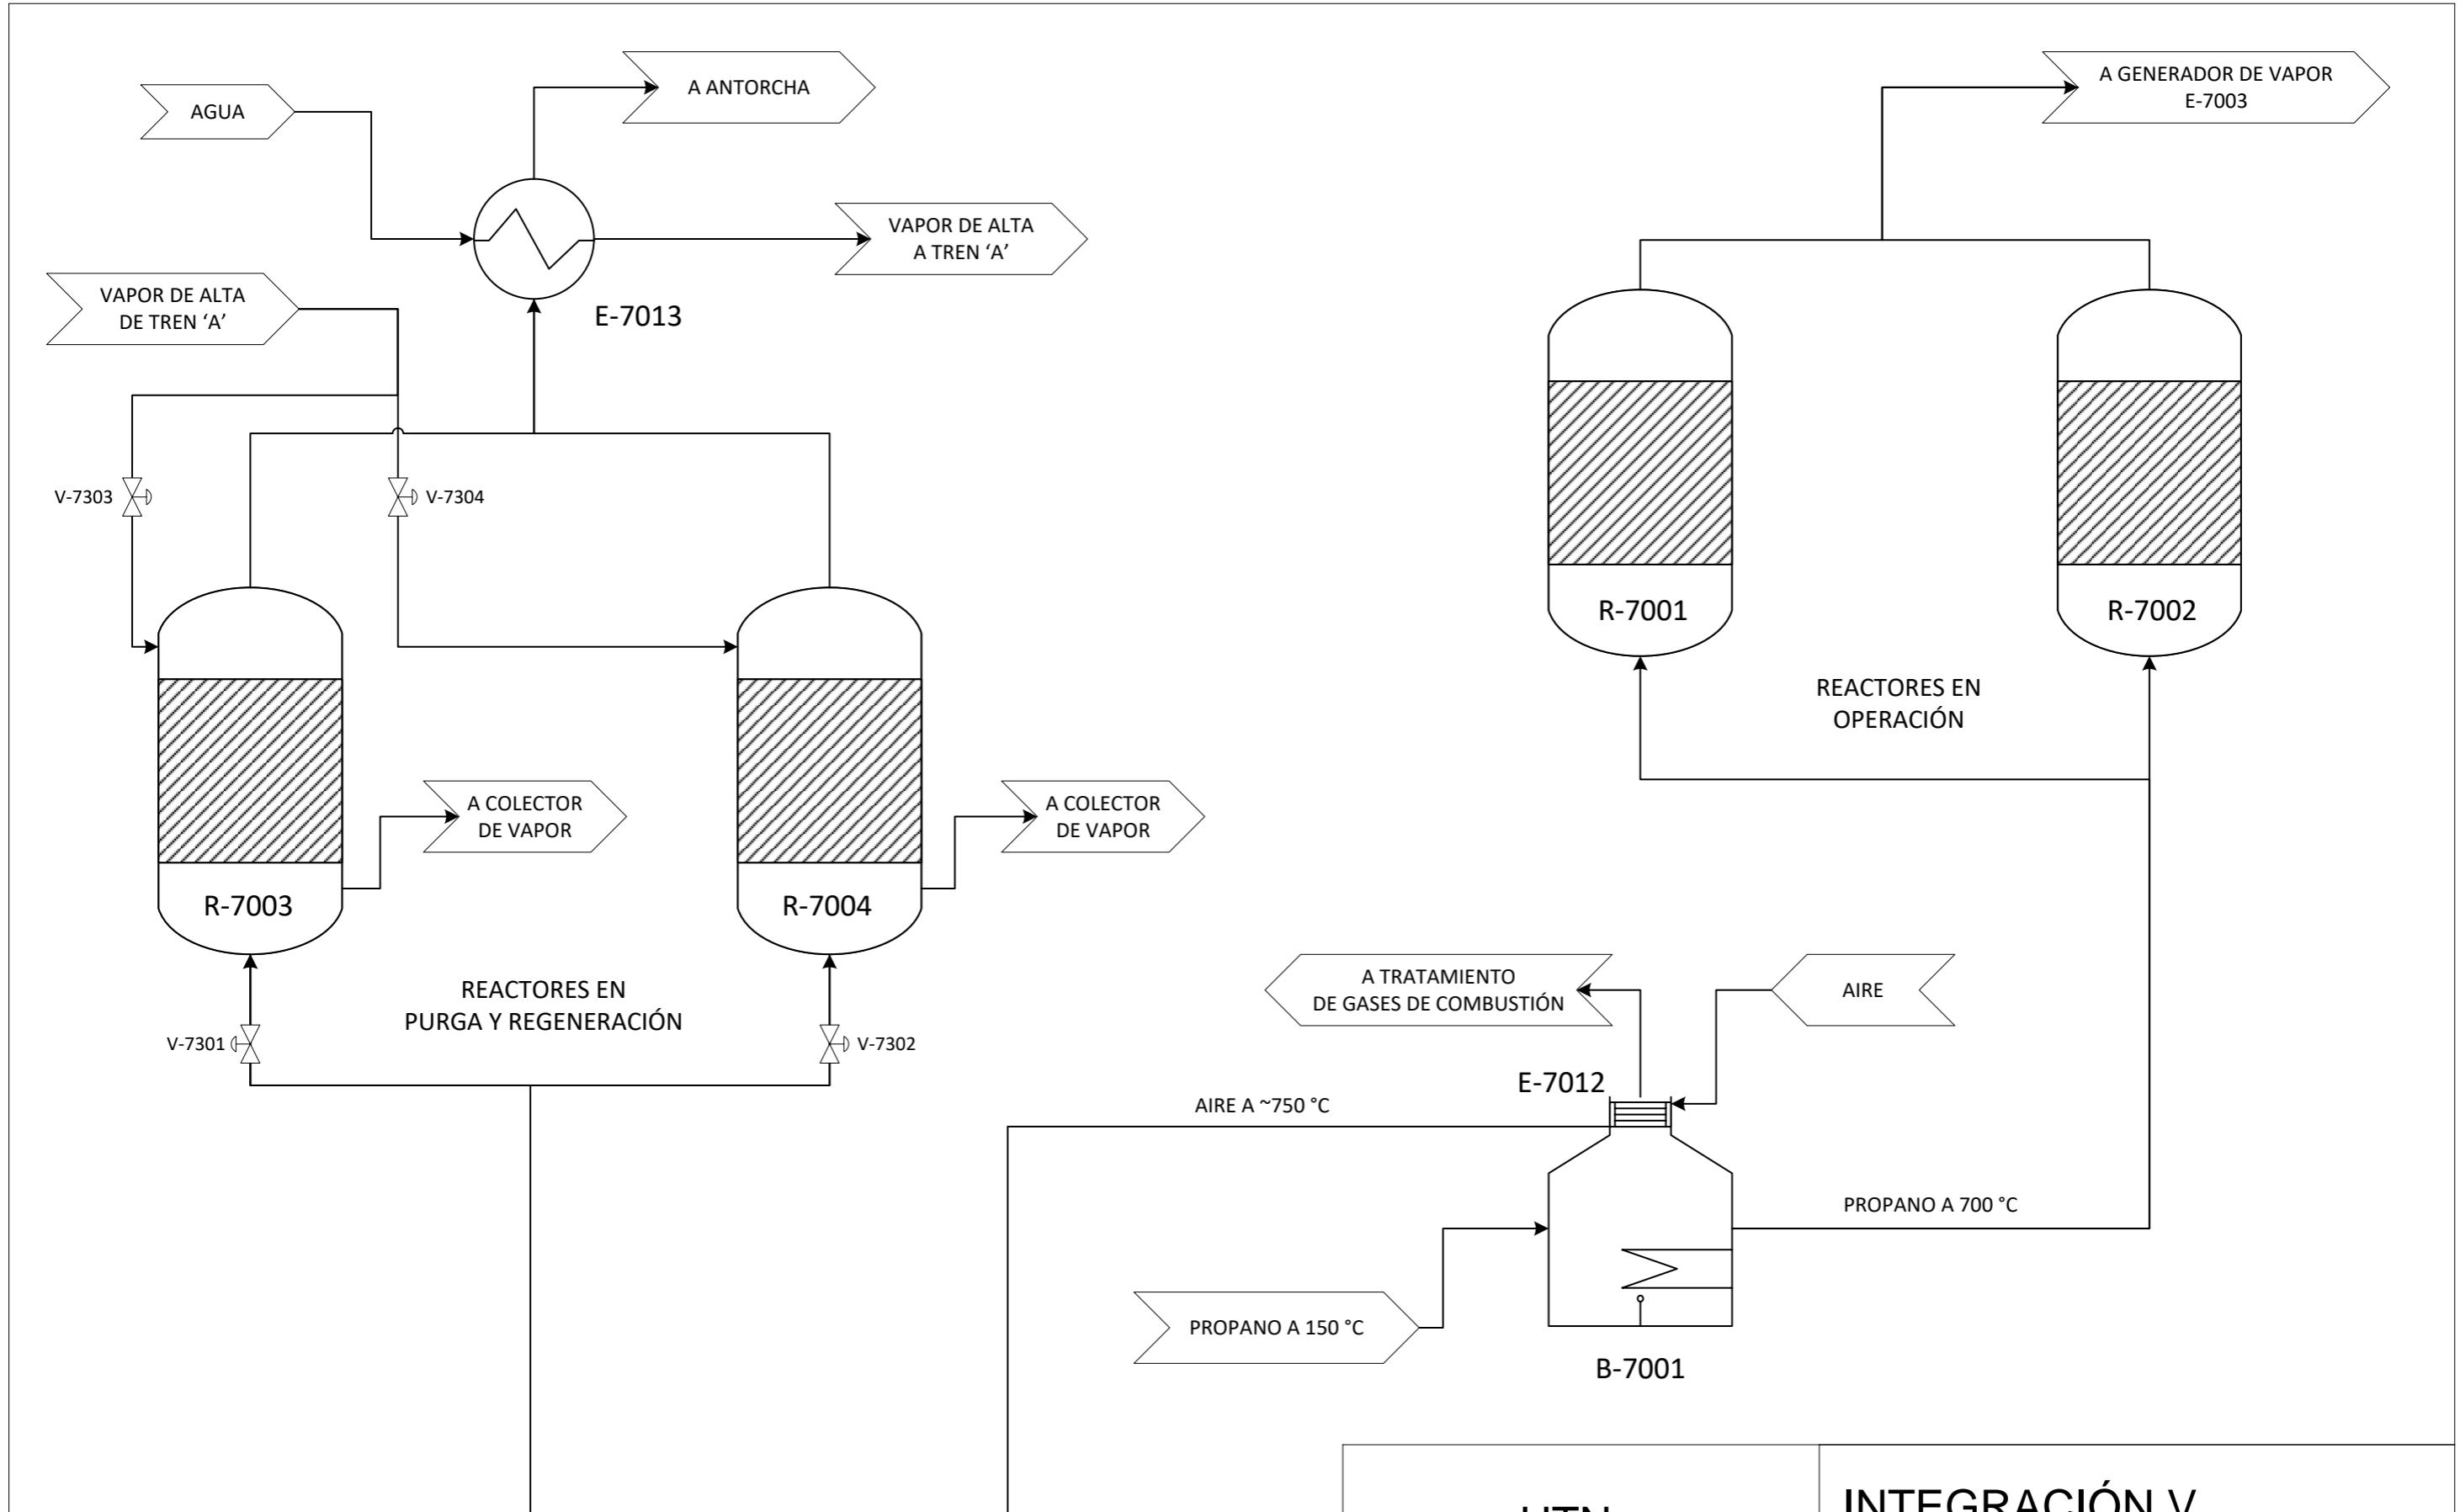 A ANTORCHA
A GENERADOR DE VAPOR
E-7003
AGUA
VAPOR DE ALTA
A TREN ‘A’
VAPOR DE ALTA
DE TREN ‘A’
E-7013
V-7303
V-7304
R-7001
R-7002
REACTORES EN
OPERACIÓN
A COLECTOR
DE VAPOR
A COLECTOR
DE VAPOR
R-7003
R-7004
REACTORES EN
PURGA Y REGENERACIÓN
A TRATAMIENTO
DE GASES DE COMBUSTIÓN
AIRE
V-7301
V-7302
E-7012
AIRE A ~750 °C
PROPANO A 700 °C
PROPANO A 150 °C
B-7001
UTN
INTEGRACIÓN V